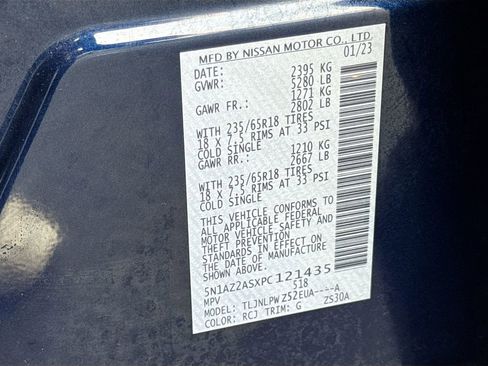 MFD BY NISSAN MOTOR CO., LTD.
DATE: 01/23
GVWR: 2395 KG
5280 LB
GAWR FR.: 1271 KG
2802 LB
WITH 235/65R18 TIRES
18 X 7.5 RIMS AT 33 PSI
COLD SINGLE
GAWR RR.: 1210 KG
2667 LB
WITH 235/65R18 TIRES
18 X 7.5 RIMS AT 33 PSI
COLD SINGLE
THIS VEHICLE CONFORMS TO
ALL APPLICABLE FEDERAL
MOTOR VEHICLE SAFETY AND
THEFT PREVENTION
STANDARDS IN EFFECT ON
THE DATE OF MANUFACTURE
SHOWN ABOVE.
5N1AZ2ASXPC121435
MPV 518
MODEL: TLJNLPWZ52EUA----A
COLOR: RCJ TRIM: G ZS30A